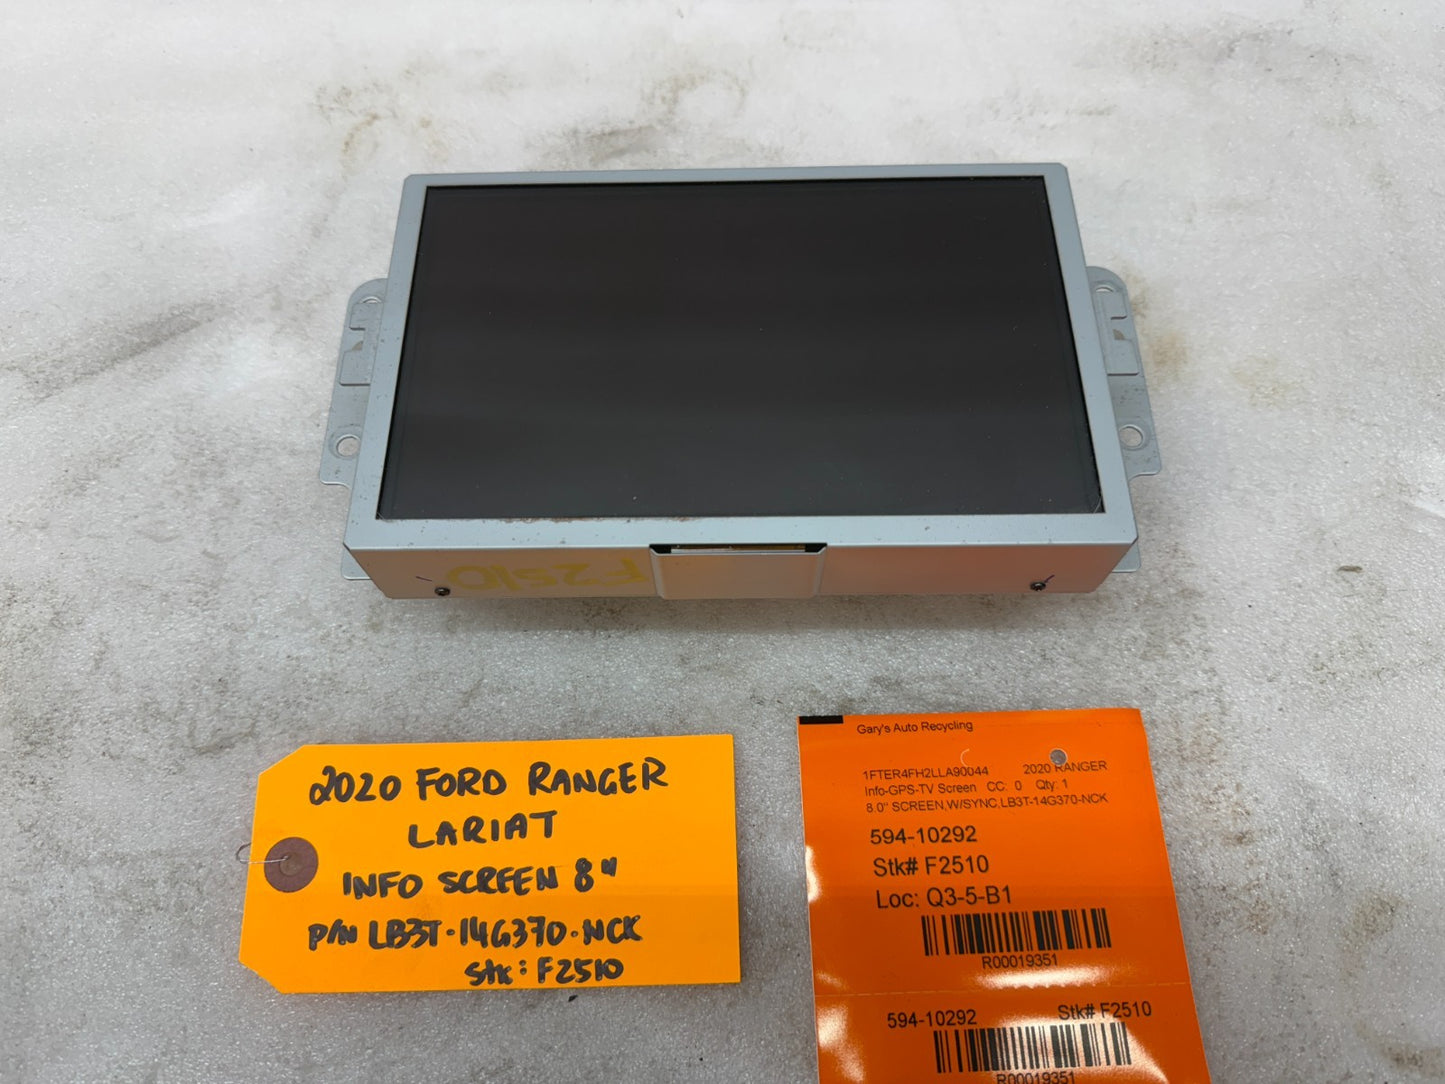 F2510
2020 FORD RANGER
LARIAT
INFO SCREEN 8"
P/N LB3T-14G370-NCK
Stk: F2510
Gary's Auto Recycling
1FTER4FH2LLA90044 2020 RANGER
Info-GPS-TV Screen CC: 0 Qty: 1
8.0" SCREEN,W/SYNC,LB3T-14G370-NCK
594-10292
Stk# F2510
Loc: Q3-5-B1
R00019351
594-10292 Stk# F2510
R00019351